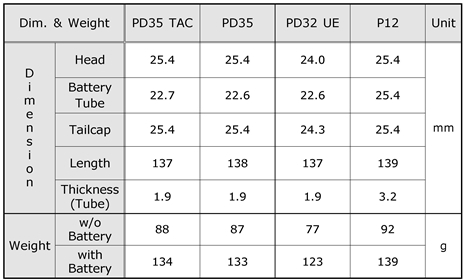 Dim. & Weight PD35 TAC PD35 PD32 UE P12 Unit
Dimension
Head 25.4 25.4 24.0 25.4
Battery Tube 22.7 22.6 22.6 25.4
Tailcap 25.4 25.4 24.3 25.4
mm
Length 137 138 137 139
Thickness (Tube) 1.9 1.9 1.9 3.2
Weight
w/o Battery 88 87 77 92
g
with Battery 134 133 123 139